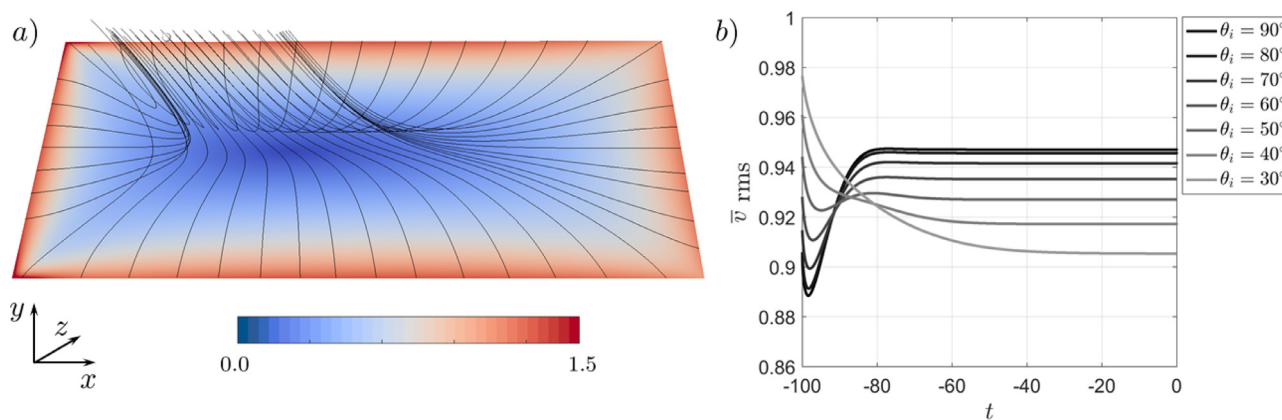 a)
y
z
x
0.0
1.5
b)
1
0.98
0.96
0.94
0.92
0.9
0.88
0.86
v̅ rms
-100
-80
-60
-40
-20
0
t
θᵢ = 90°
θᵢ = 80°
θᵢ = 70°
θᵢ = 60°
θᵢ = 50°
θᵢ = 40°
θᵢ = 30°